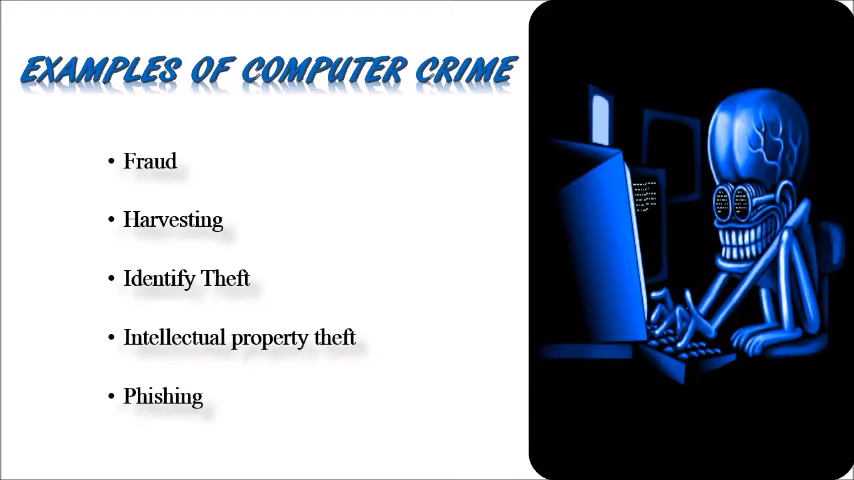 EXAMPLES OF COMPUTER CRIME
• Fraud
• Harvesting
• Identify Theft
• Intellectual property theft
• Phishing